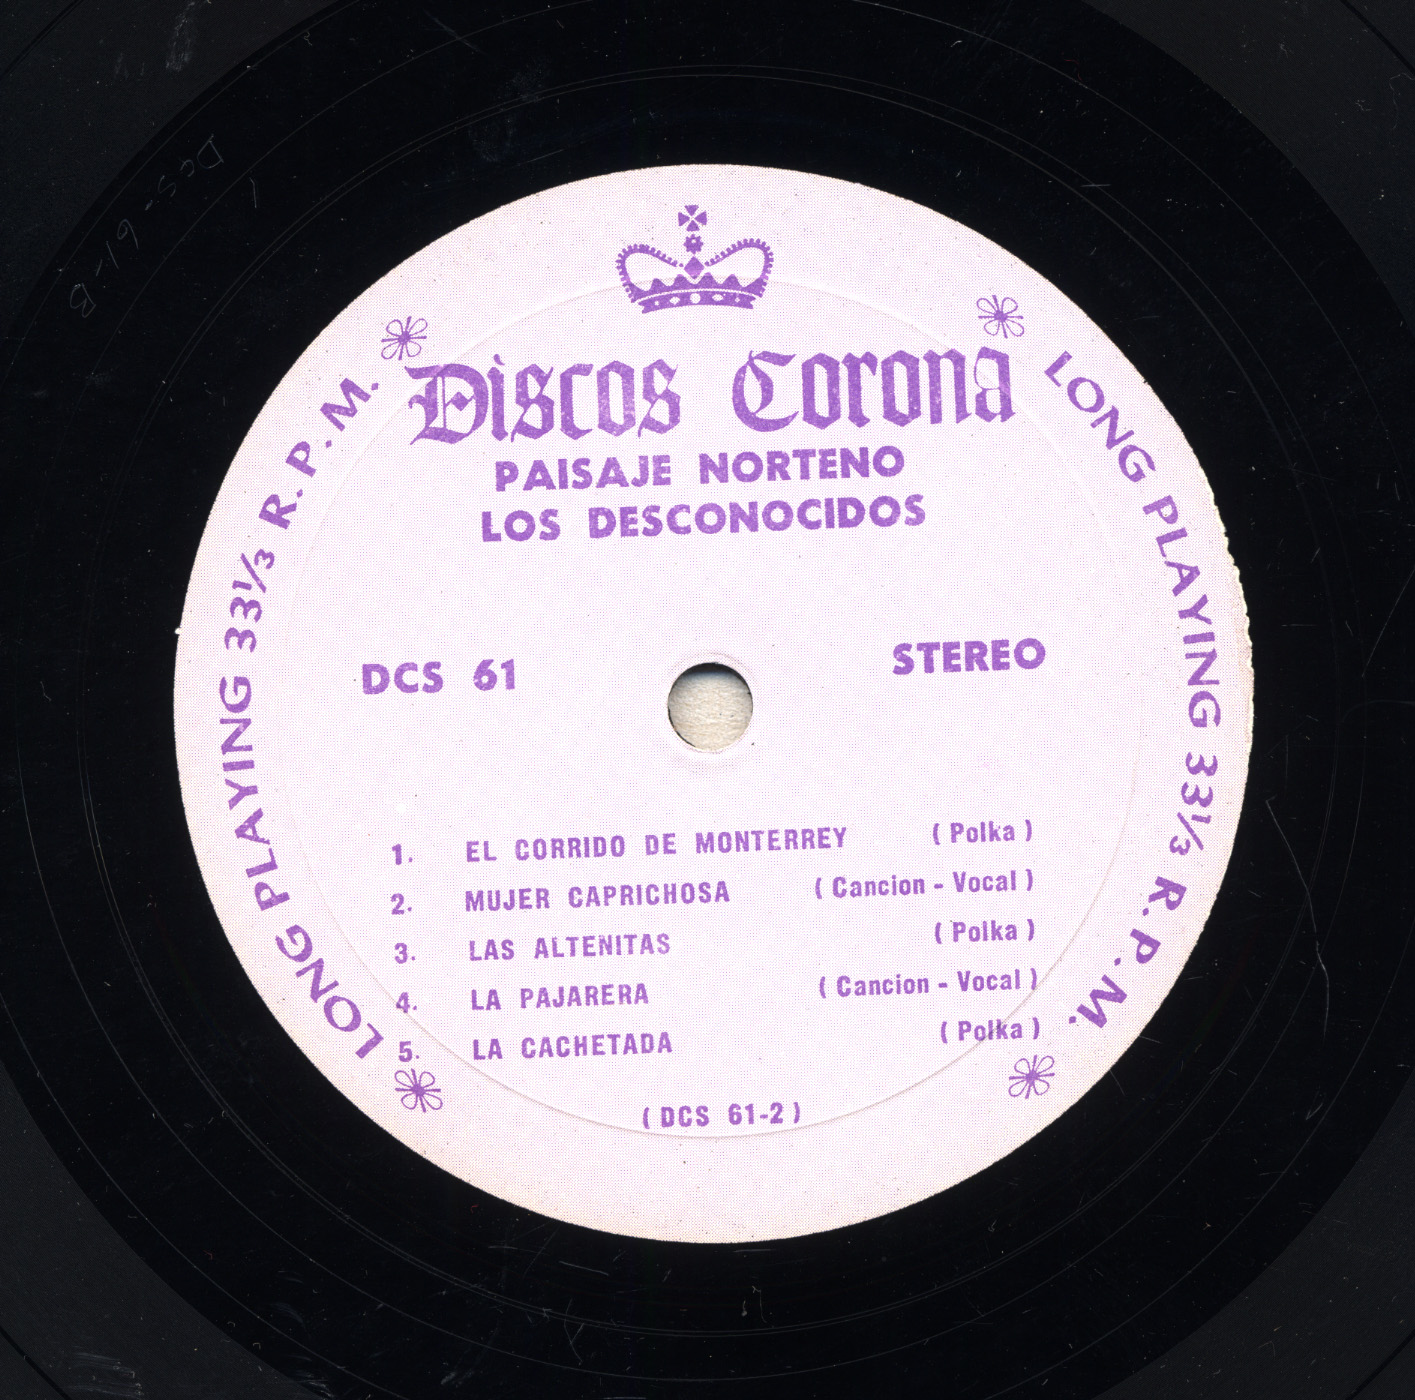 Discos Corona
PAISAJE NORTENO
LOS DESCONOCIDOS
DCS 61
STEREO
1. EL CORRIDO DE MONTERREY ( Polka )
2. MUJER CAPRICHOSA ( Cancion - Vocal )
3. LAS ALTENITAS ( Polka )
4. LA PAJARERA ( Cancion - Vocal )
5. LA CACHETADA ( Polka )
( DCS 61-2 )
LONG PLAYING 33⅓ R.P.M.
LONG PLAYING 33⅓ R.P.M.
DCS-61-B